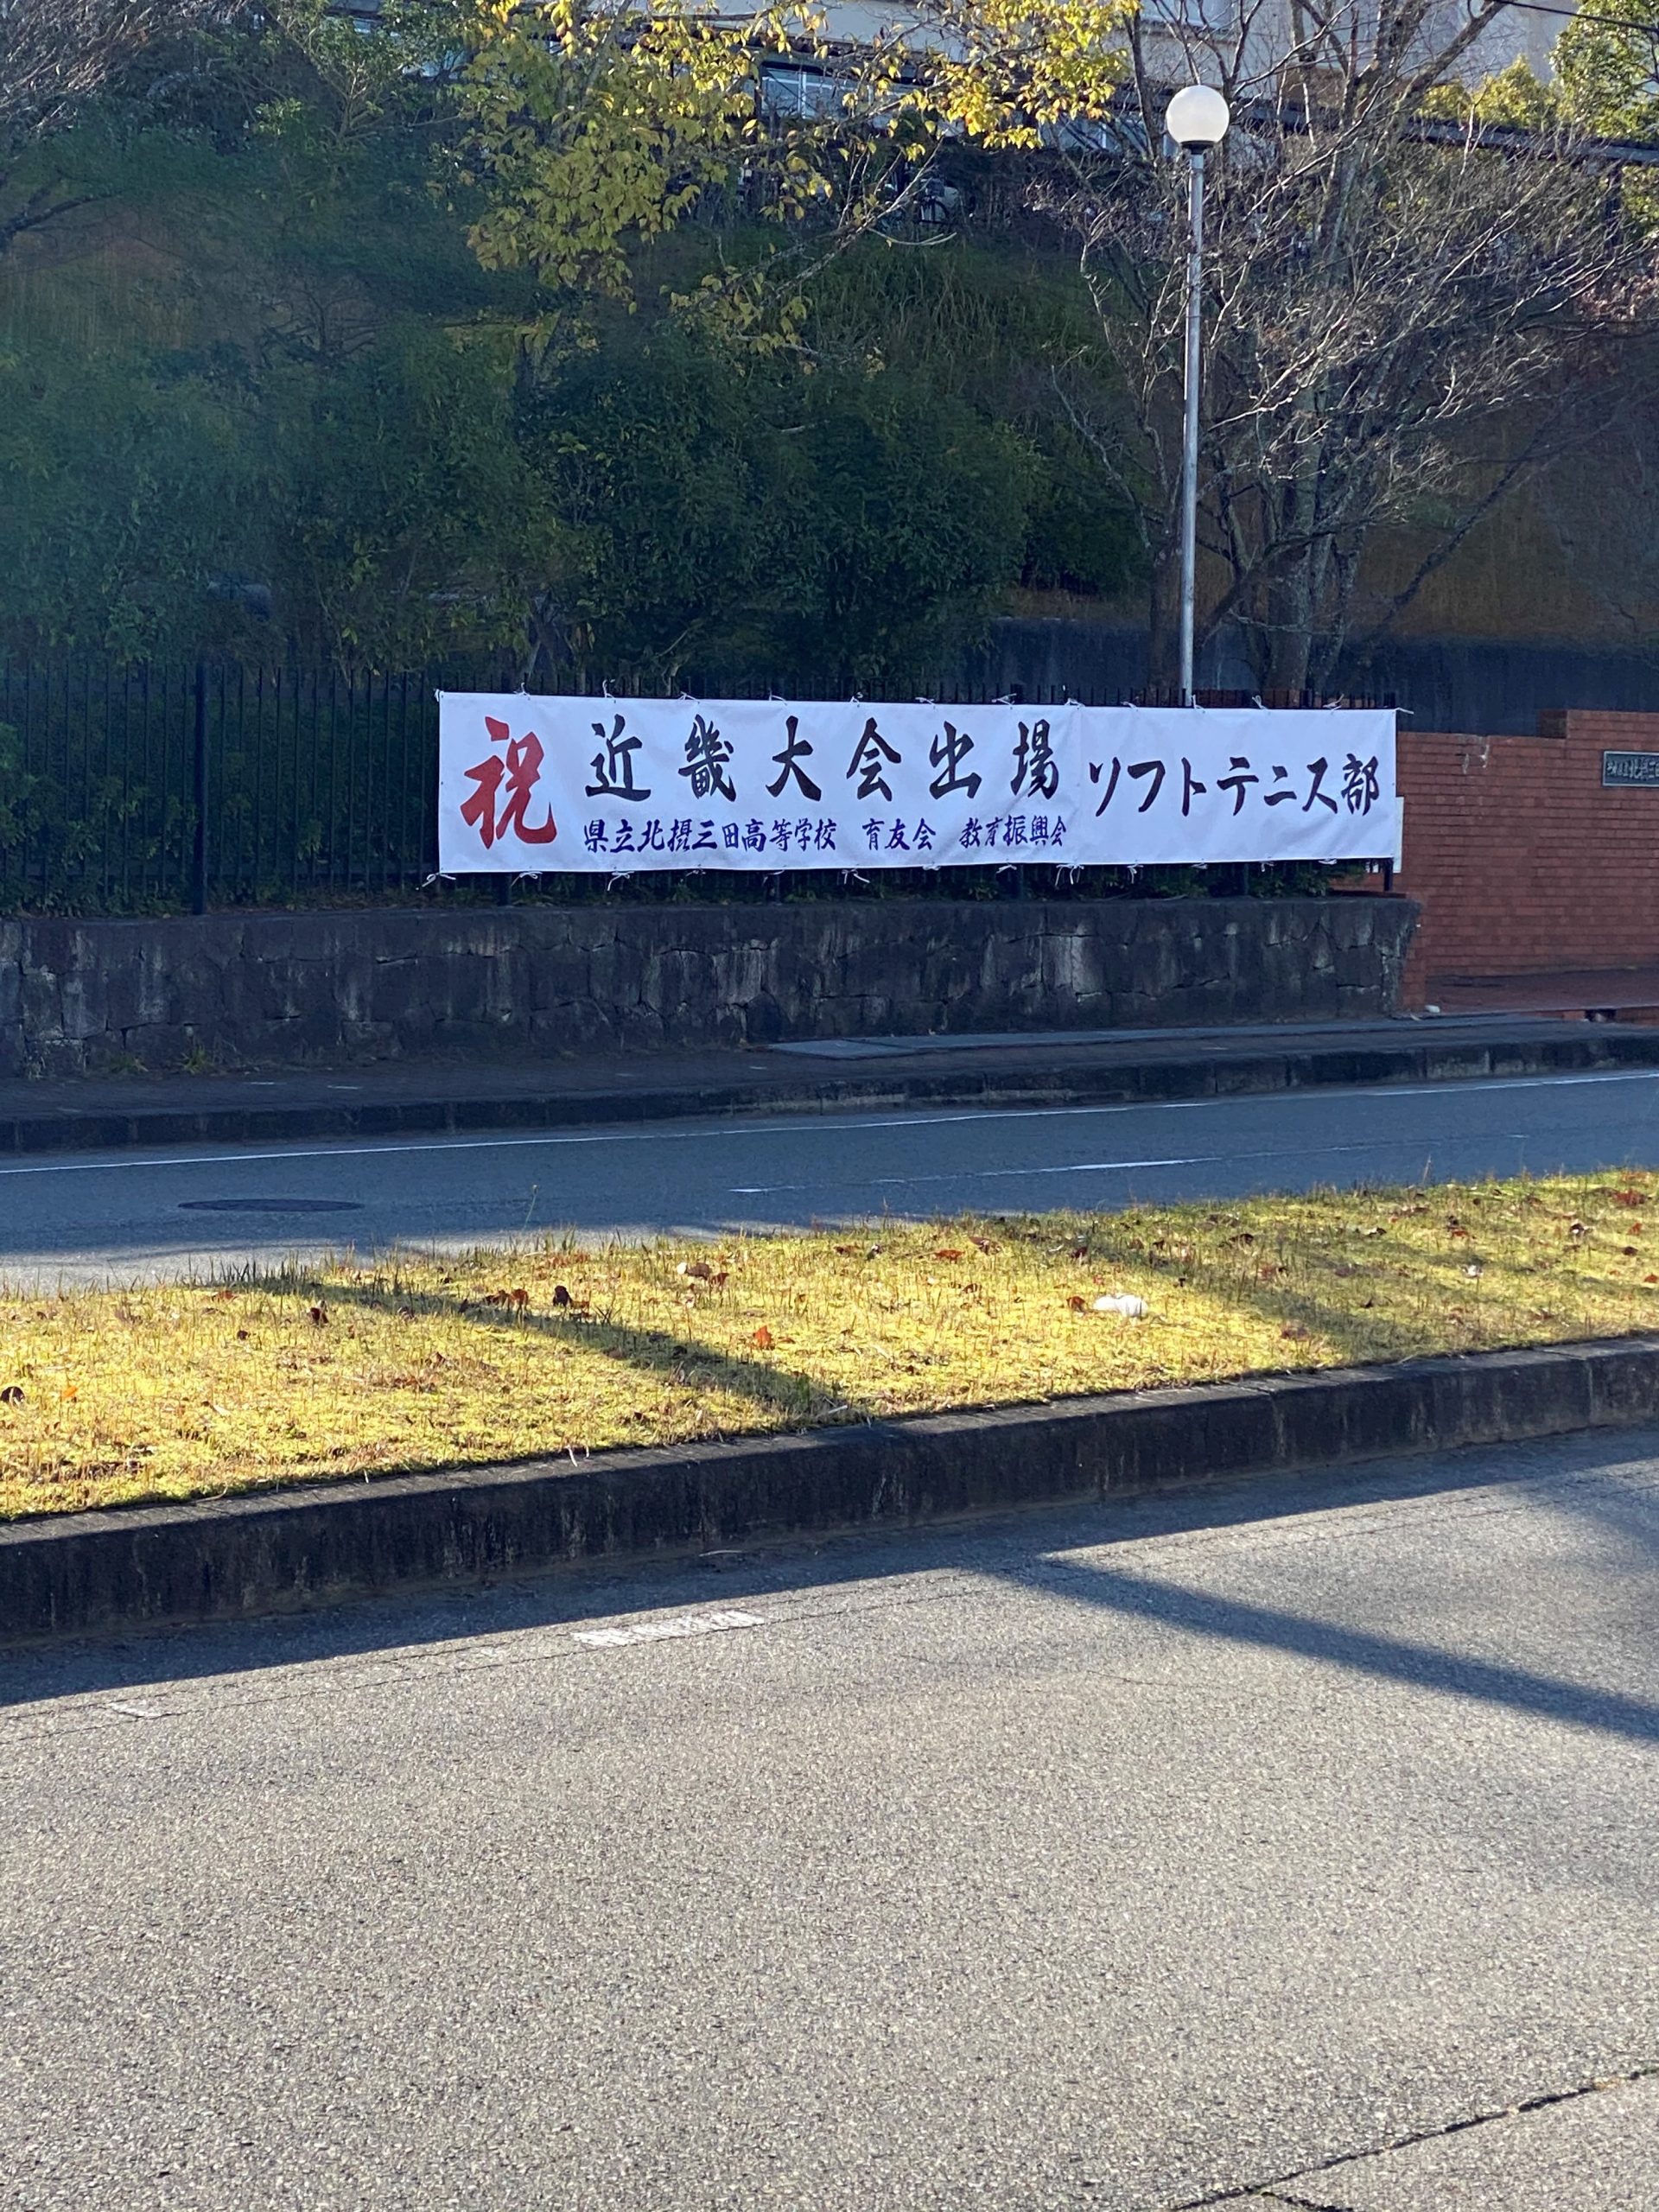 祝 近畿大会出場 ソフトテニス部
県立北摂三田高等学校 育友会 教育振興会